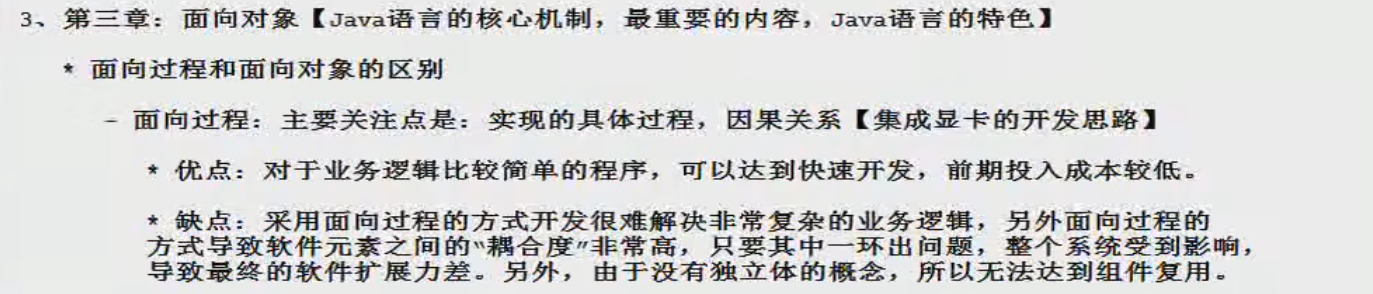 3、第三章：面向对象【Java语言的核心机制，最重要的内容，Java语言的特色】
* 面向过程和面向对象的区别
- 面向过程：主要关注点是：实现的具体过程，因果关系【集成显卡的开发思路】
* 优点：对于业务逻辑比较简单的程序，可以达到快速开发，前期投入成本较低。
* 缺点：采用面向过程的方式开发很难解决非常复杂的业务逻辑，另外面向过程的
方式导致软件元素之间的“耦合度”非常高，只要其中一环出问题，整个系统受到影响，
导致最终的软件扩展力差。另外，由于没有独立体的概念，所以无法达到组件复用。